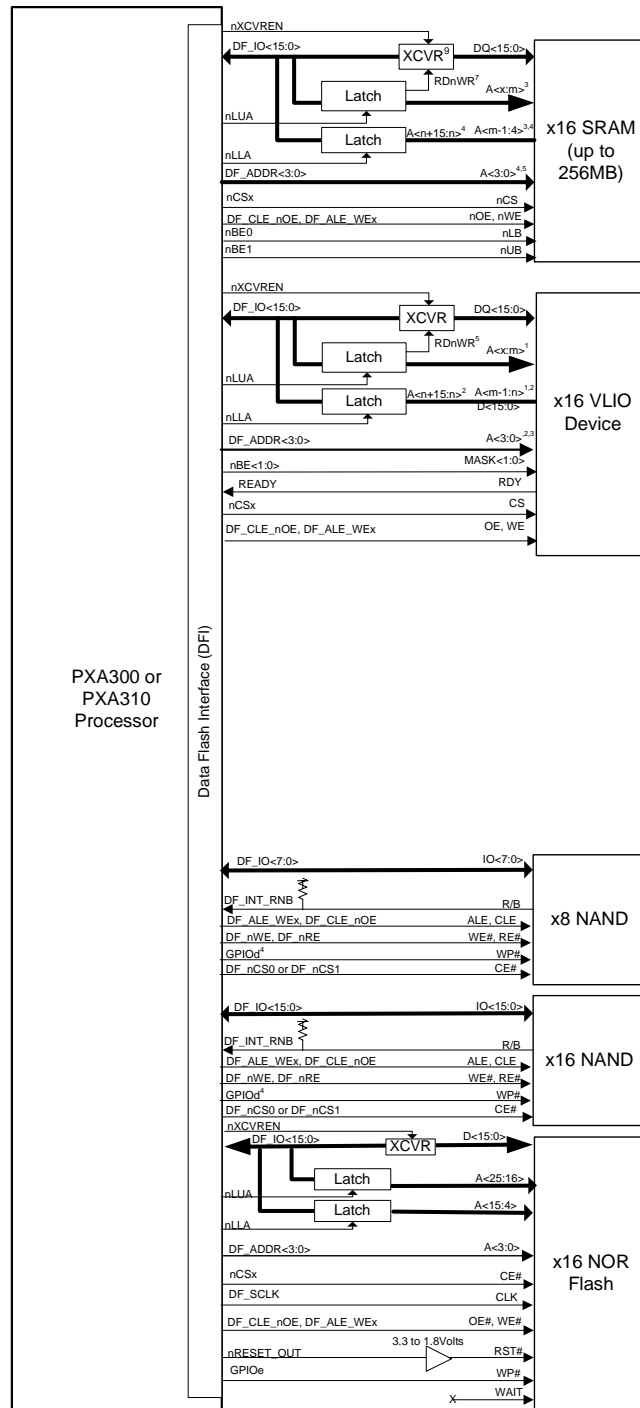 nXCVREN
DF_IO<15:0>
XCVR9
DQ<15:0>
RDnWR7
Latch
A<x:m>3
nLUA
Latch
A<n+15:n>4
A<m-1:4>3,4
nLLA
DF_ADDR<3:0>
A<3:0>4,5
nCSx
nCS
DF_CLE_nOE, DF_ALE_WEx
nOE, nWE
nBE0
nLB
nBE1
nUB
x16 SRAM
(up to
256MB)
nXCVREN
DF_IO<15:0>
XCVR
DQ<15:0>
RDnWR5
Latch
A<x:m>1
nLUA
Latch
A<n+15:n>2
A<m-1:n>1,2
D<15:0>
nLLA
DF_ADDR<3:0>
A<3:0>,2,3
nBE<1:0>
MASK<1:0>
READY
RDY
nCSx
CS
DF_CLE_nOE, DF_ALE_WEx
OE, WE
x16 VLIO
Device
PXA300 or
PXA310
Processor
Data Flash Interface (DFI)
DF_IO<7:0>
IO<7:0>
DF_INT_RNB
R/B
DF_ALE_WEx, DF_CLE_nOE
ALE, CLE
DF_nWE, DF_nRE
WE#, RE#
GPIOd4
WP#
DF_nCS0 or DF_nCS1
CE#
x8 NAND
DF_IO<15:0>
IO<15:0>
DF_INT_RNB
R/B
DF_ALE_WEx, DF_CLE_nOE
ALE, CLE
DF_nWE, DF_nRE
WE#, RE#
GPIOd4
WP#
DF_nCS0 or DF_nCS1
CE#
x16 NAND
nXCVREN
DF_IO<15:0>
XCVR
D<15:0>
Latch
A<25:16>
nLUA
Latch
A<15:4>
nLLA
DF_ADDR<3:0>
A<3:0>
nCSx
CE#
DF_SCLK
CLK
DF_CLE_nOE, DF_ALE_WEx
OE#, WE#
3.3 to 1.8Volts
nRESET_OUT
RST#
GPIOe
WP#
X
WAIT
x16 NOR
Flash